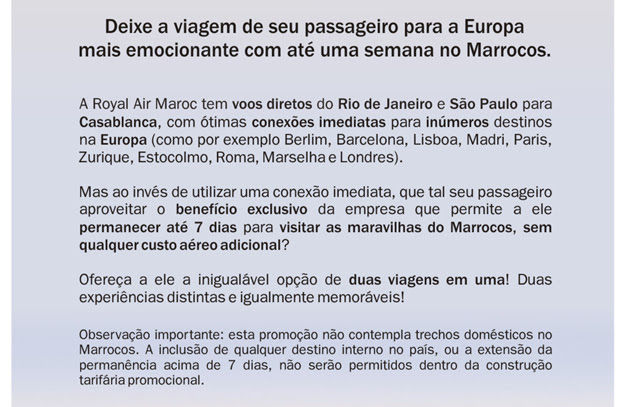 Deixe a viagem de seu passageiro para a Europa
mais emocionante com até uma semana no Marrocos.
A Royal Air Maroc tem voos diretos do Rio de Janeiro e São Paulo para
Casablanca, com ótimas conexões imediatas para inúmeros destinos
na Europa (como por exemplo Berlim, Barcelona, Lisboa, Madri, Paris,
Zurique, Estocolmo, Roma, Marselha e Londres).
Mas ao invés de utilizar uma conexão imediata, que tal seu passageiro
aproveitar o benefício exclusivo da empresa que permite a ele
permanecer até 7 dias para visitar as maravilhas do Marrocos, sem
qualquer custo aéreo adicional?
Ofereça a ele a inigualável opção de duas viagens em uma! Duas
experiências distintas e igualmente memoráveis!
Observação importante: esta promoção não contempla trechos domésticos no
Marrocos. A inclusão de qualquer destino interno no país, ou a extensão da
permanência acima de 7 dias, não serão permitidos dentro da construção
tarifária promocional.